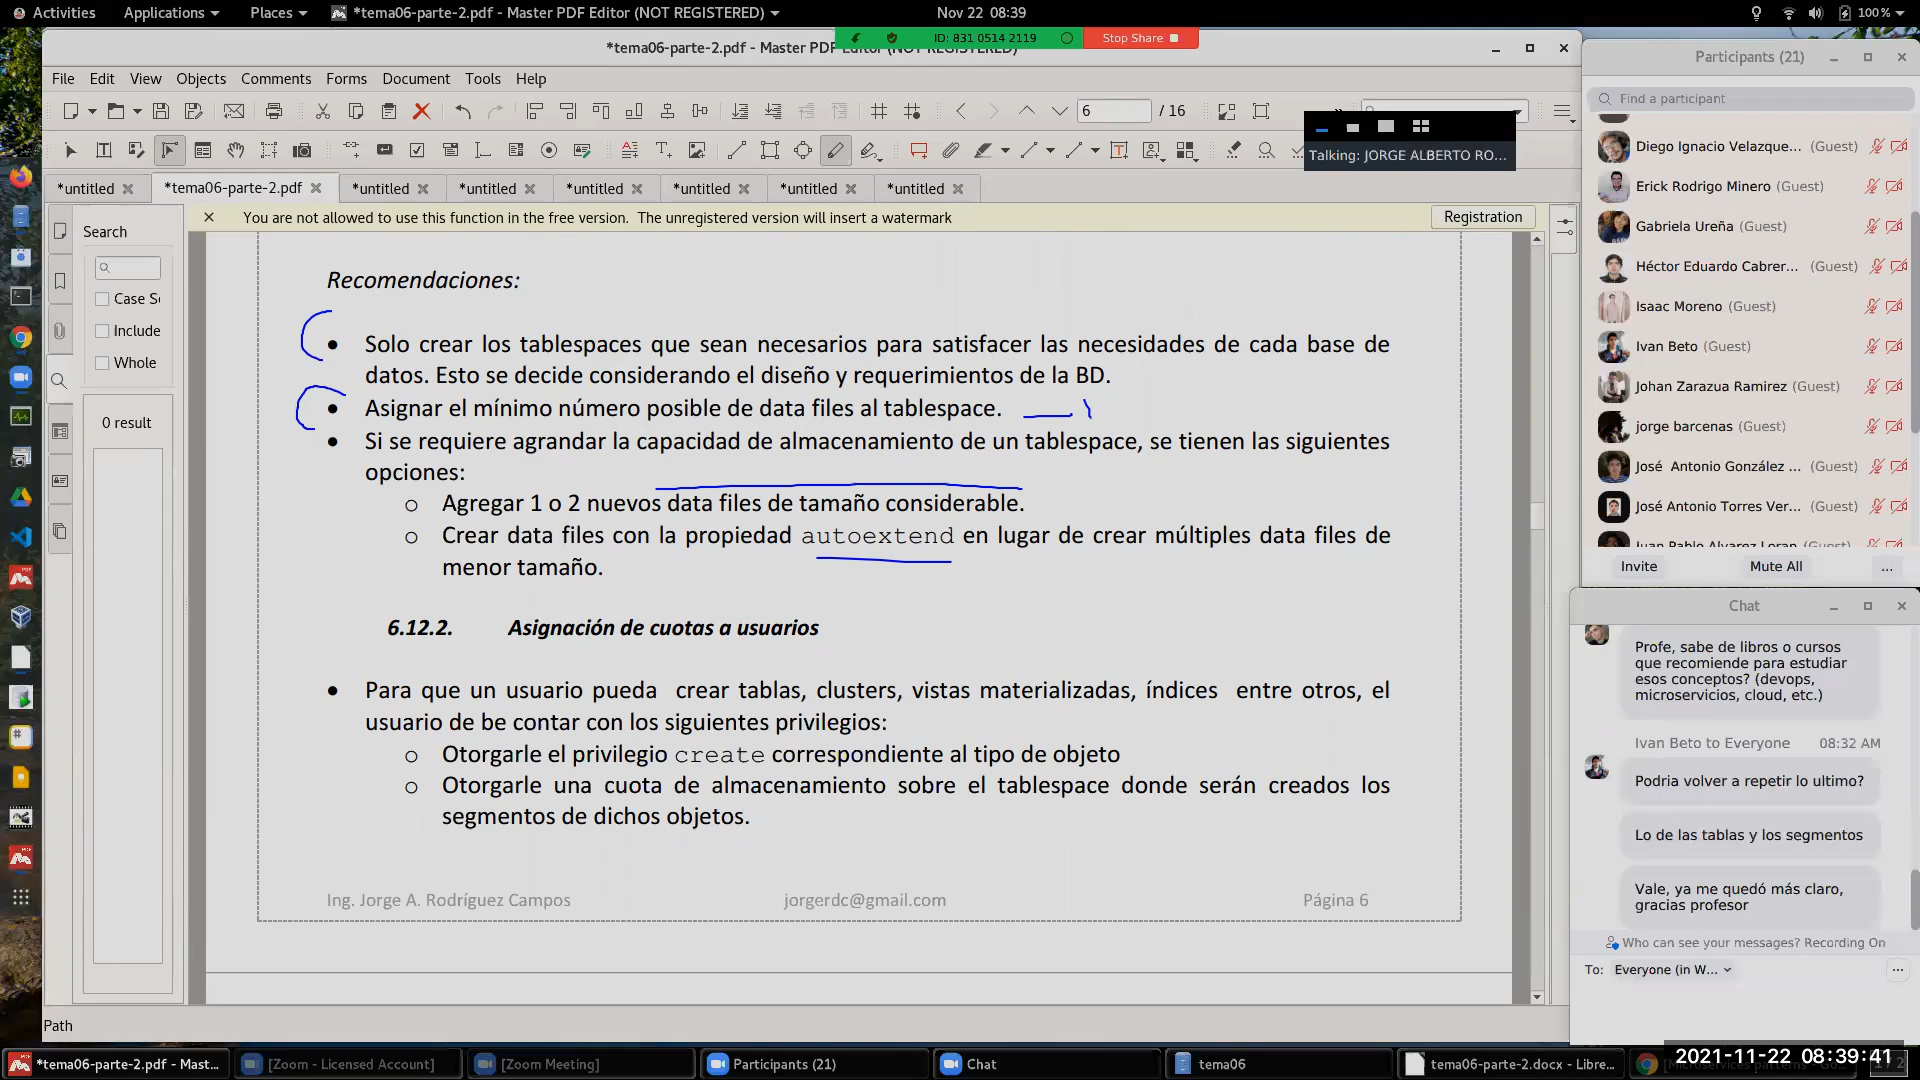 Activities Applications Places *tema06-parte-2.pdf - Master PDF Editor (NOT REGISTERED) Nov 22 08:39 100%
*tema06-parte-2.pdf - Master PDF Editor (NOT REGISTERED)
ID: 831 0514 2119 Stop Share
File Edit View Objects Comments Forms Document Tools Help
6 / 16
Talking: JORGE ALBERTO RO...
*untitled *tema06-parte-2.pdf *untitled *untitled *untitled *untitled *untitled *untitled
You are not allowed to use this function in the free version. The unregistered version will insert a watermark Registration
Search
Case Se
Include
Whole
0 result
Recomendaciones:
• Solo crear los tablespaces que sean necesarios para satisfacer las necesidades de cada base de
datos. Esto se decide considerando el diseño y requerimientos de la BD.
• Asignar el mínimo número posible de data files al tablespace.
• Si se requiere agrandar la capacidad de almacenamiento de un tablespace, se tienen las siguientes
opciones:
o Agregar 1 o 2 nuevos data files de tamaño considerable.
o Crear data files con la propiedad autoextend en lugar de crear múltiples data files de
menor tamaño.
6.12.2. Asignación de cuotas a usuarios
• Para que un usuario pueda crear tablas, clusters, vistas materializadas, índices entre otros, el
usuario de be contar con los siguientes privilegios:
o Otorgarle el privilegio create correspondiente al tipo de objeto
o Otorgarle una cuota de almacenamiento sobre el tablespace donde serán creados los
segmentos de dichos objetos.
Ing. Jorge A. Rodríguez Campos jorgerdc@gmail.com Página 6
Path
Participants (21)
Find a participant
Diego Ignacio Velazque... (Guest)
Erick Rodrigo Minero (Guest)
Gabriela Ureña (Guest)
Héctor Eduardo Cabrer... (Guest)
Isaac Moreno (Guest)
Ivan Beto (Guest)
Johan Zarazua Ramirez (Guest)
jorge barcenas (Guest)
José Antonio González ... (Guest)
José Antonio Torres Ver... (Guest)
Juan Pablo Alvarez Loran (Guest)
Invite Mute All ...
Chat
Profe, sabe de libros o cursos
que recomiende para estudiar
esos conceptos? (devops,
microservicios, cloud, etc.)
Ivan Beto to Everyone 08:32 AM
Podria volver a repetir lo ultimo?
Lo de las tablas y los segmentos
Vale, ya me quedó más claro,
gracias profesor
Who can see your messages? Recording On
To: Everyone (in W...
*tema06-parte-2.pdf - Mast... [Zoom - Licensed Account] [Zoom Meeting] Participants (21) Chat tema06 tema06-parte-2.docx - Libre...
2021-11-22 08:39:41